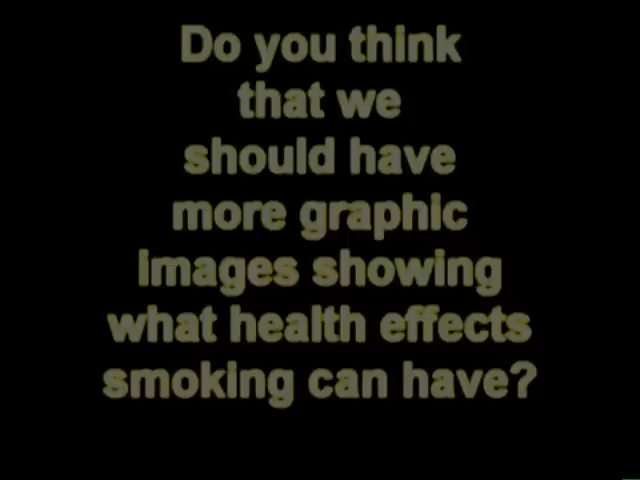 Do you think
that we
should have
more graphic
images showing
what health effects
smoking can have?